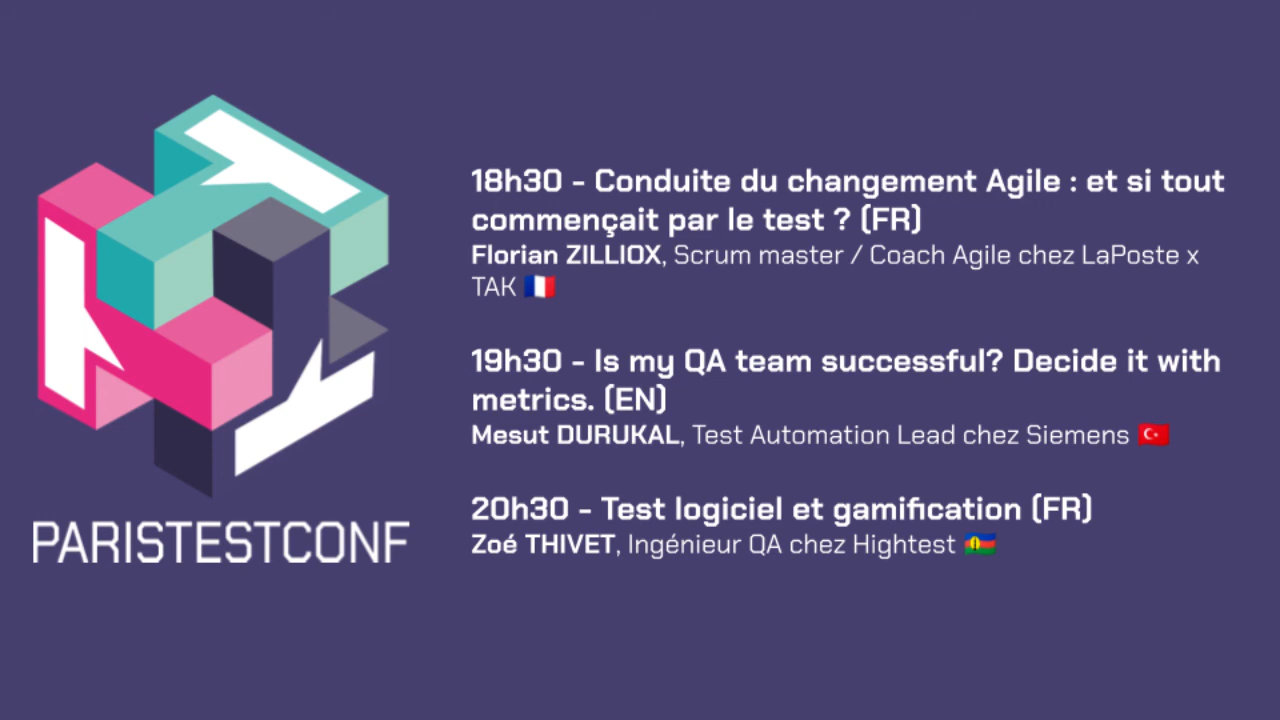 18h30 - Conduite du changement Agile : et si tout
commençait par le test ? (FR)
Florian ZILLIOX, Scrum master / Coach Agile chez LaPoste x
TAK 🇫🇷
19h30 - Is my QA team successful? Decide it with
metrics. (EN)
Mesut DURUKAL, Test Automation Lead chez Siemens 🇹🇷
20h30 - Test logiciel et gamification (FR)
Zoé THIVET, Ingénieur QA chez Hightest 🇳🇨
PARISTESTCONF